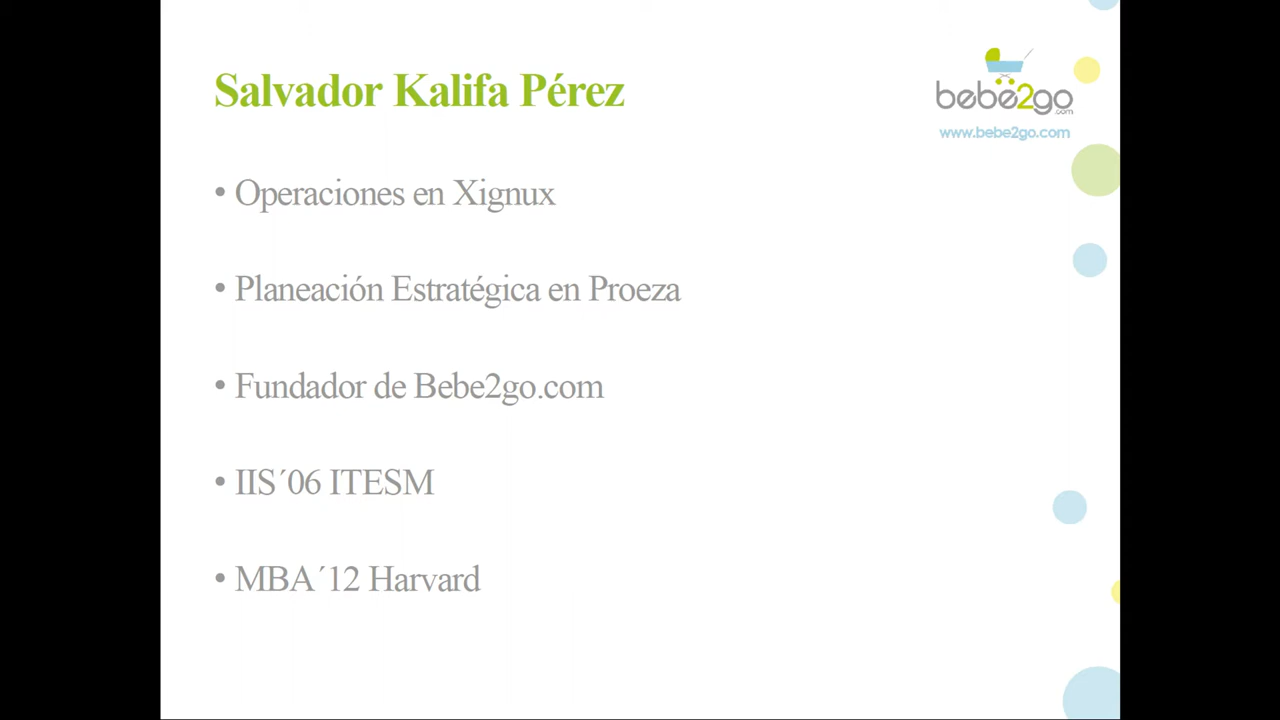 Salvador Kalifa Pérez
bebe2go
.com
www.bebe2go.com
• Operaciones en Xignux
• Planeación Estratégica en Proeza
• Fundador de Bebe2go.com
• IIS´06 ITESM
• MBA´12 Harvard